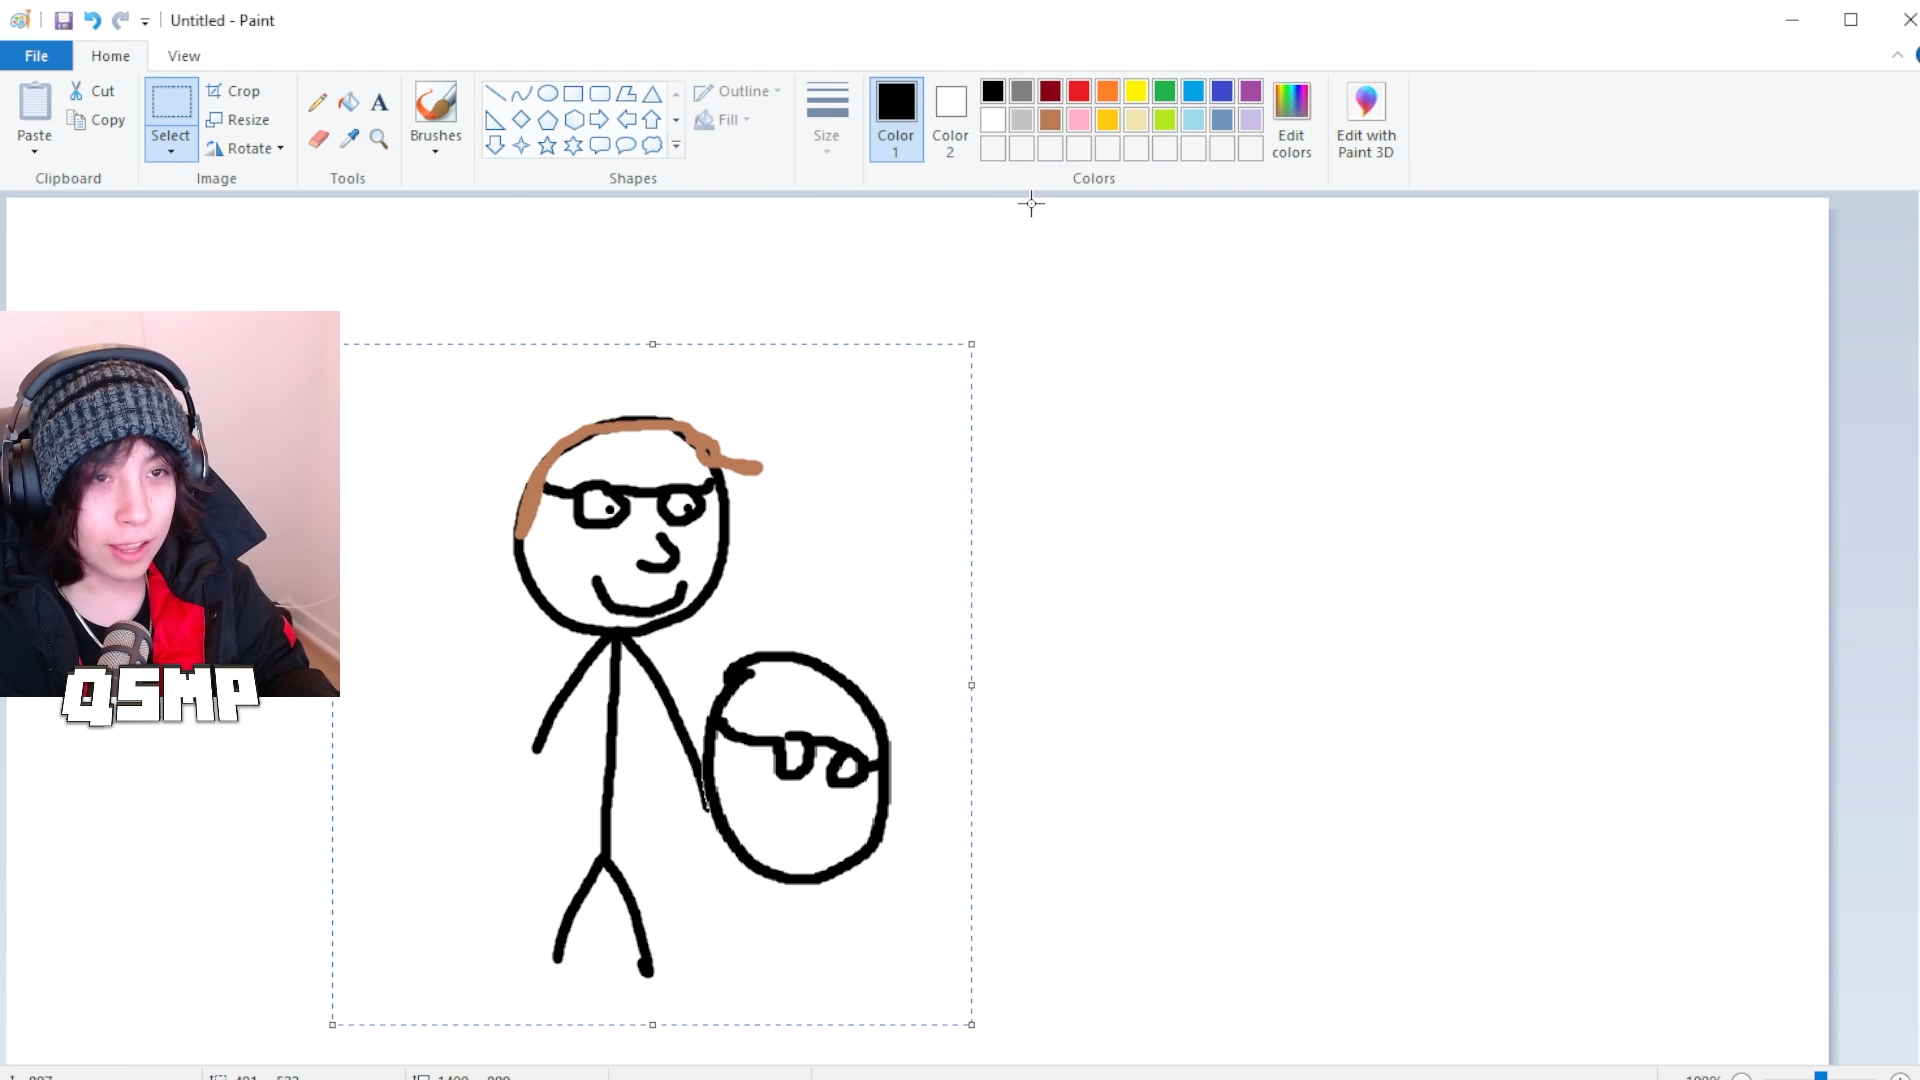 Untitled - Paint
File Home View
Paste
Clipboard
Cut
Copy
Select
Crop
Resize
Rotate
Image
Tools
Brushes
Shapes
Outline
Fill
Size
Color 1
Color 2
Edit colors
Colors
Edit with Paint 3D
QSMP